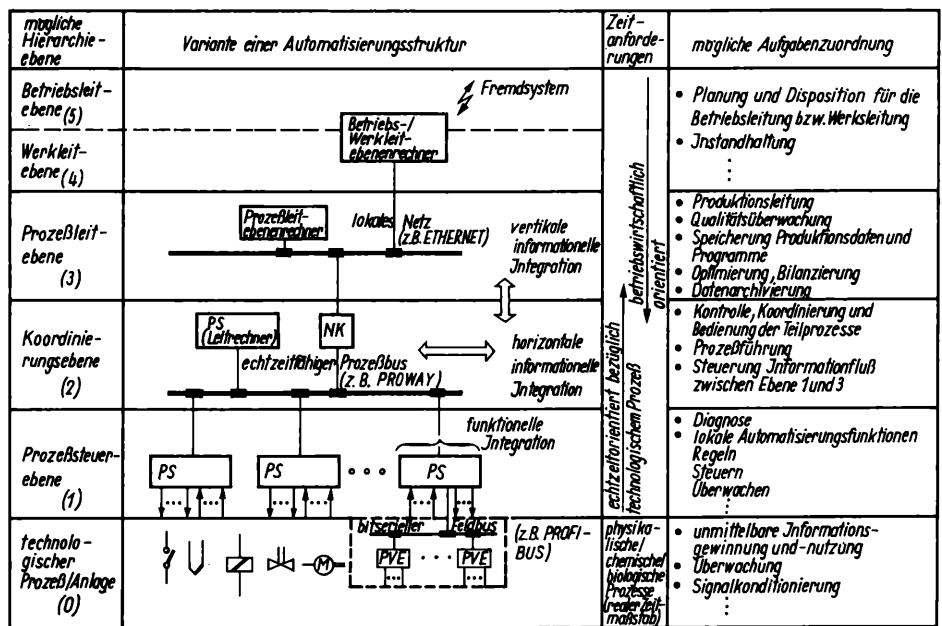 mögliche
Hierarchie-
ebene
Variante einer Automatisierungsstruktur
Zeit-
anforde-
rungen
mögliche Aufgabenzuordnung
Betriebsleit-
ebene (5)
Werkleit-
ebene (4)
Fremdsystem
Betriebs-/
Werkleit-
ebenenrechner
• Planung und Disposition für die
Betriebsleitung bzw. Werksleitung
• Instandhaltung
⋮
Prozeßleit-
ebene
(3)
Prozeßleit-
ebenenrechner
lokales Netz
(z.B. ETHERNET)
vertikale
informationelle
Integration
betriebswirtschaftlich
orientiert
• Produktionsleitung
• Qualitätsüberwachung
• Speicherung Produktionsdaten und
Programme
• Optimierung, Bilanzierung
• Datenarchivierung
Koordinie-
rungsebene
(2)
PS
(Leitrechner)
NK
echtzeitfähiger Prozeßbus
(z.B. PROWAY)
horizontale
informationelle
Integration
• Kontrolle, Koordinierung und
Bedienung der Teilprozesse
• Prozeßführung
• Steuerung Informationfluß
zwischen Ebene 1 und 3
echtzeitorientiert bezüglich
technologischem Prozeß
Prozeßsteuer-
ebene
(1)
funktionelle
Integration
PS
PS
PS
• Diagnose
• lokale Automatisierungsfunktionen
Regeln
Steuern
Überwachen
⋮
technolo-
gischer
Prozeß/Anlage
(0)
M
bitserieller Feldbus
(z.B. PROFI-
BUS)
PVE
PVE
physika-
lische/
chemische/
biologische
Prozesse
(realer Zeit-
maßstab)
• unmittelbare Informations-
gewinnung und -nutzung
• Überwachung
• Signalkonditionierung
⋮